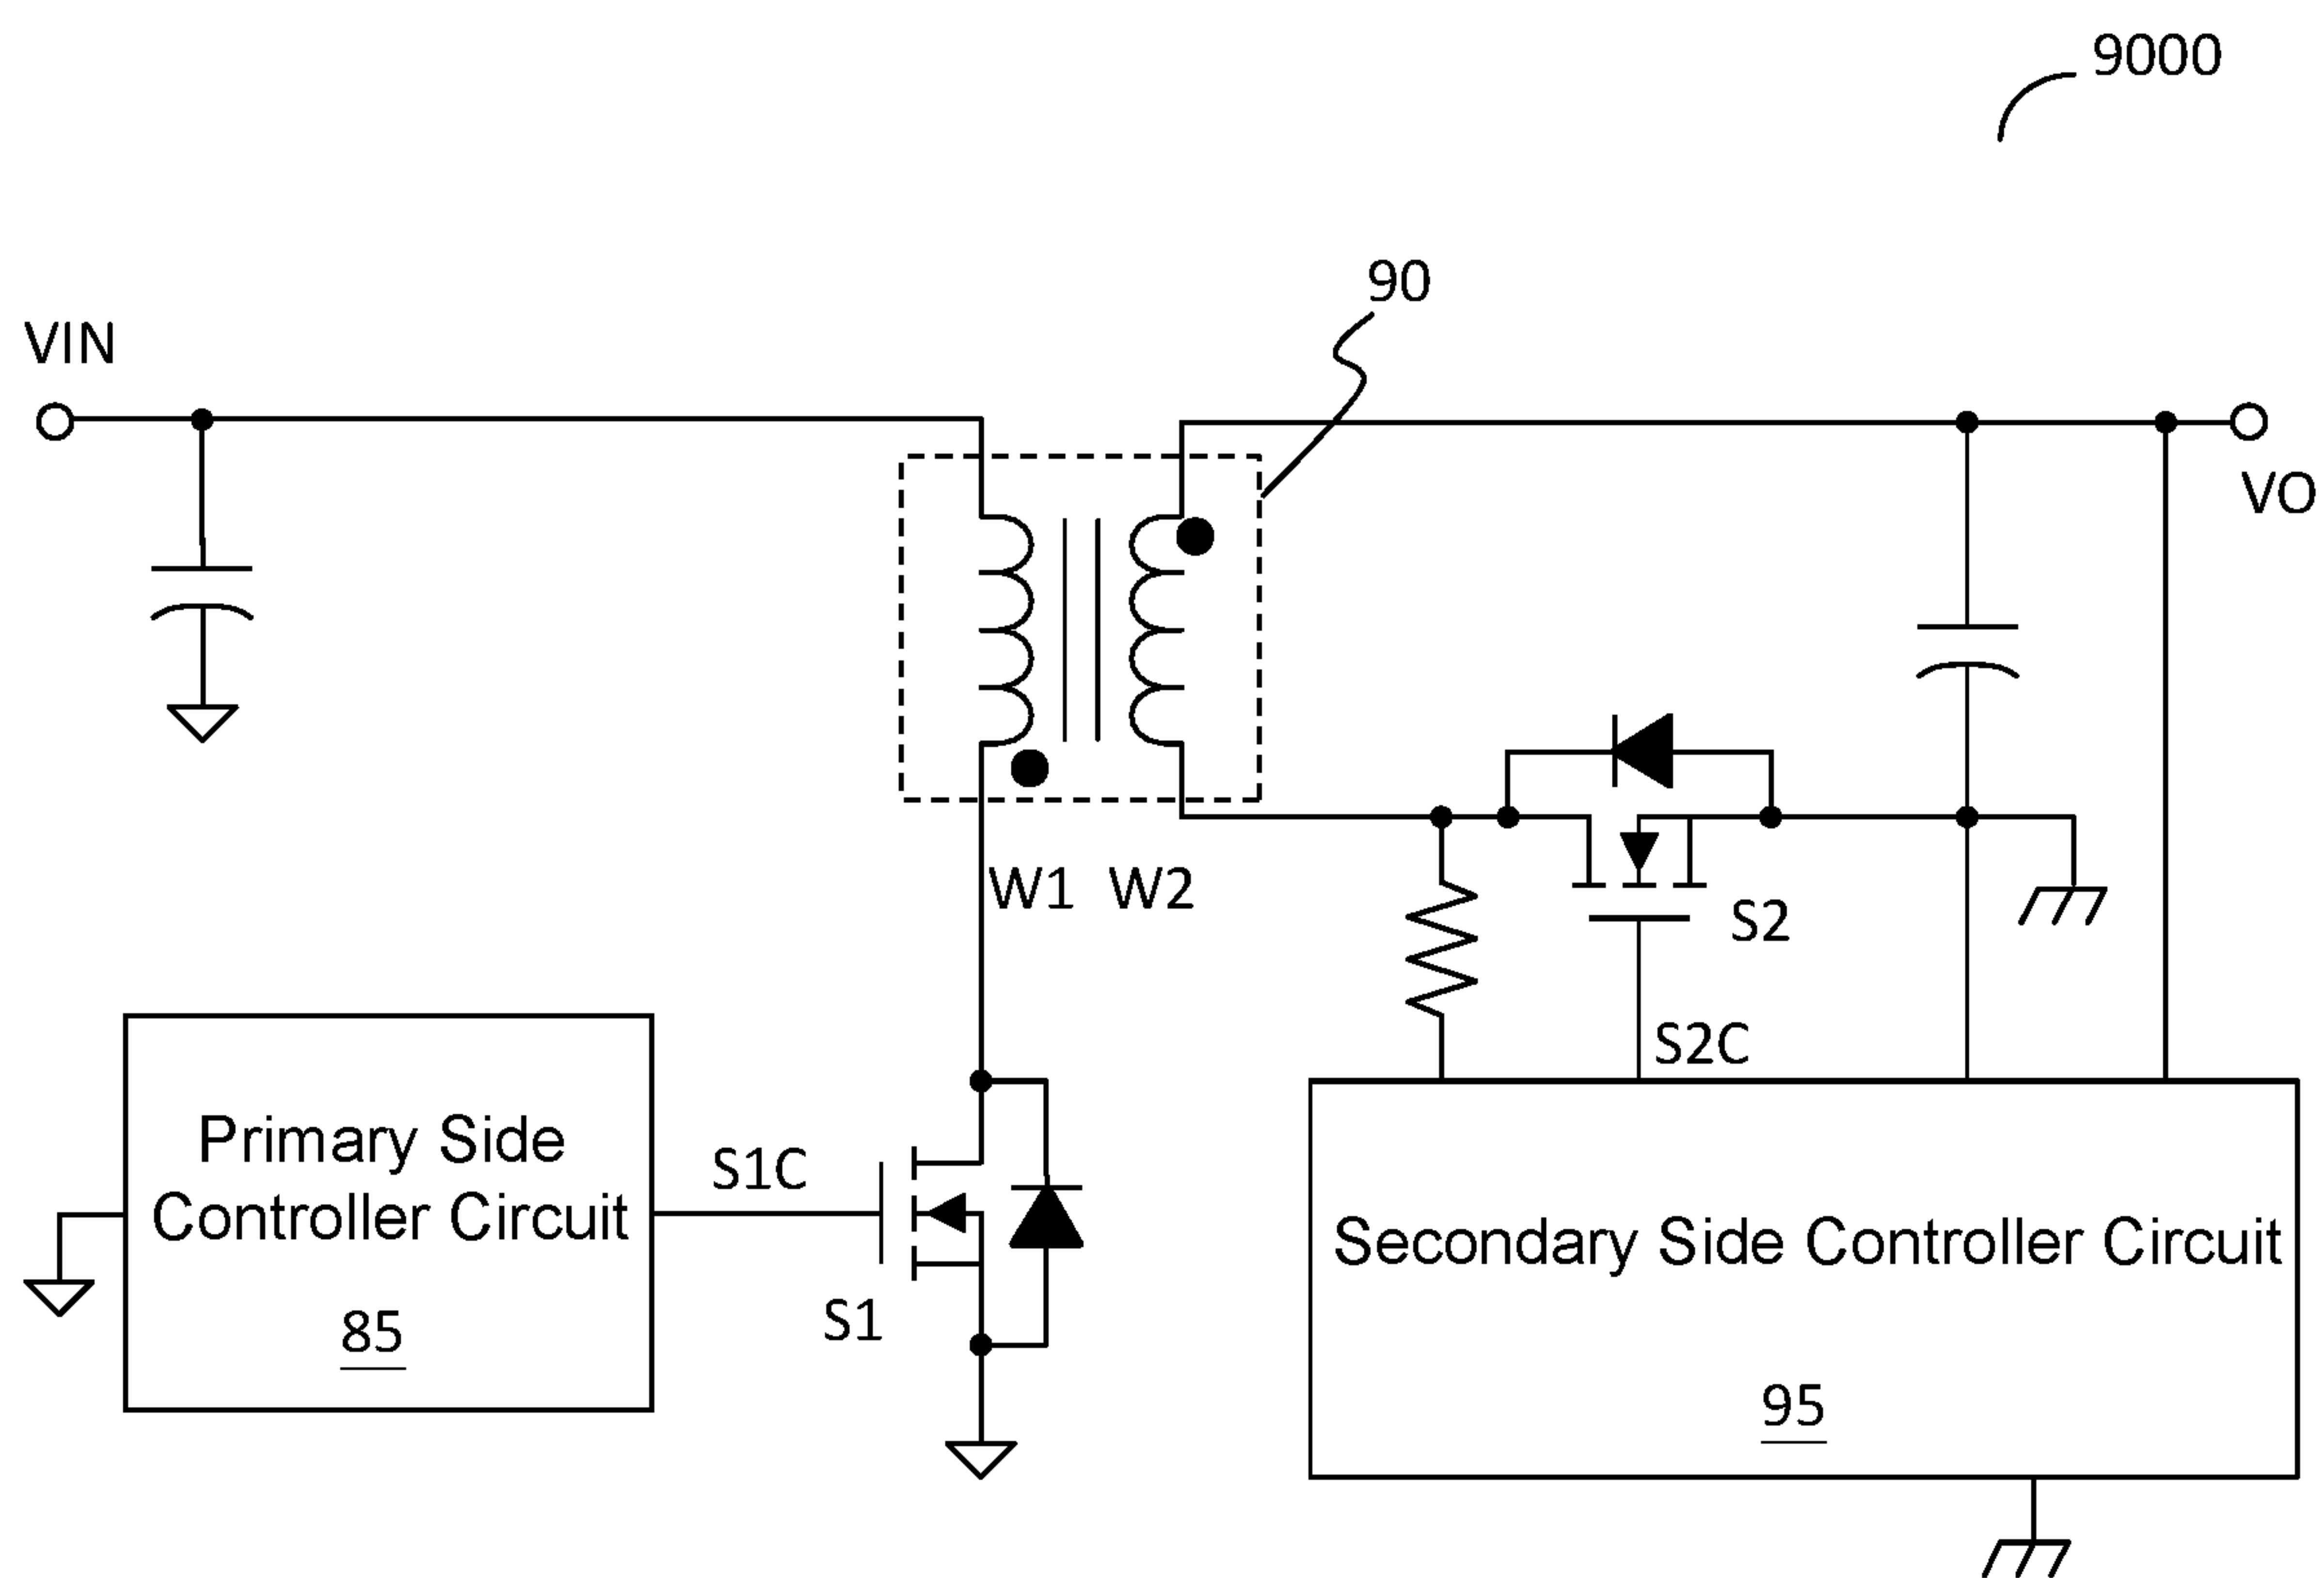 9000
90
VIN
VO
W1 W2
S2
S2C
Primary Side
Controller Circuit
85
S1C
S1
Secondary Side Controller Circuit
95